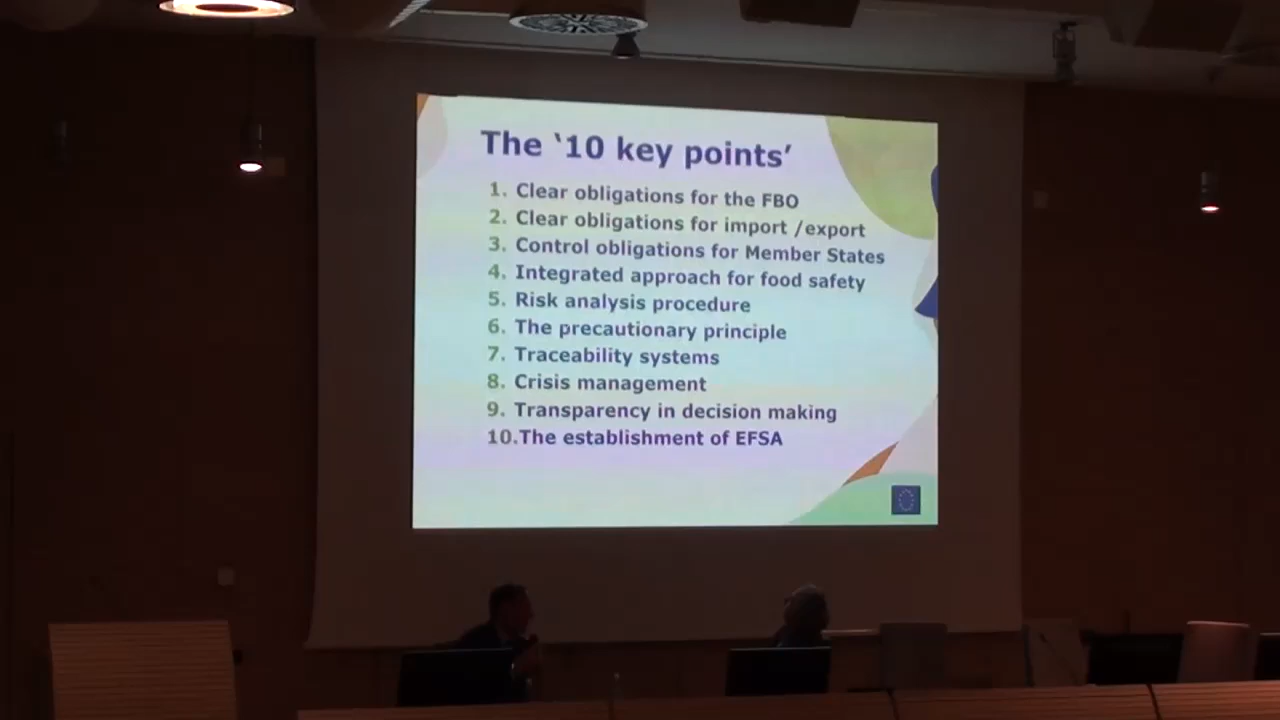 The ‘10 key points’
1. Clear obligations for the FBO
2. Clear obligations for import /export
3. Control obligations for Member States
4. Integrated approach for food safety
5. Risk analysis procedure
6. The precautionary principle
7. Traceability systems
8. Crisis management
9. Transparency in decision making
10.The establishment of EFSA